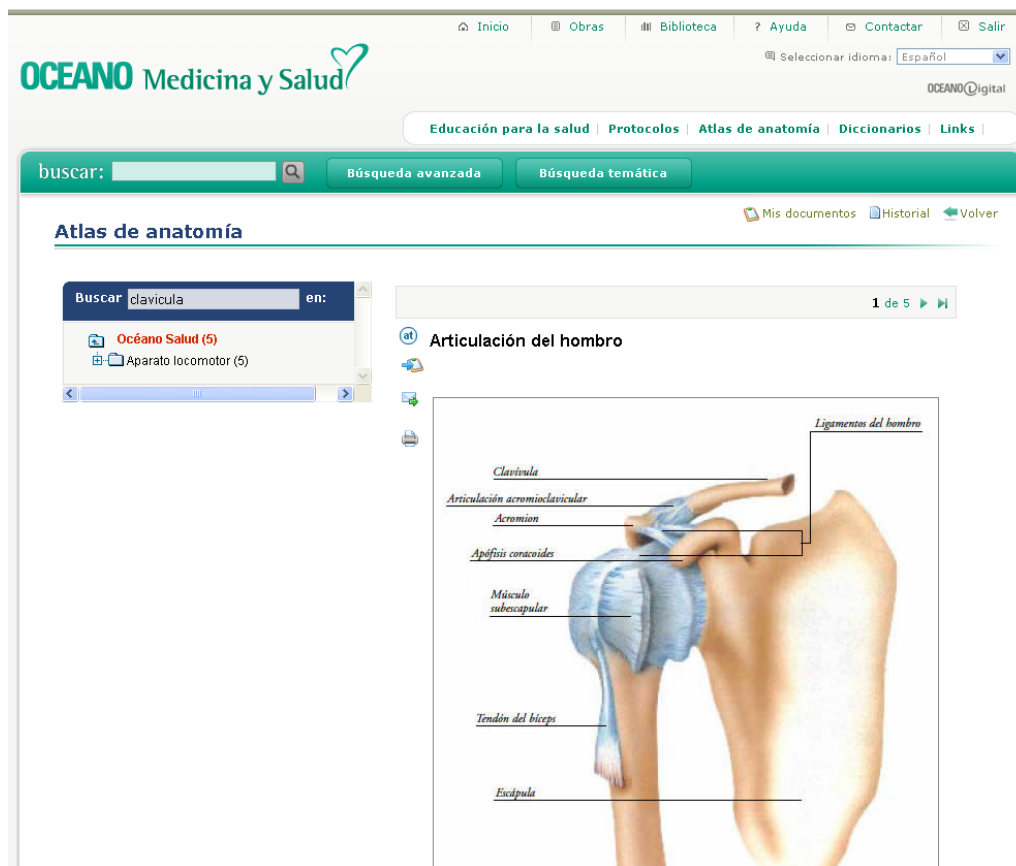 Inicio
Obras
Biblioteca
? Ayuda
Contactar
Salir
Seleccionar idioma: Español
OCEANO Medicina y Salud
OCEANO Digital
Educación para la salud | Protocolos | Atlas de anatomía | Diccionarios | Links |
buscar:
Búsqueda avanzada
Búsqueda temática
Mis documentos
Historial
Volver
Atlas de anatomía
Buscar clavicula en:
1 de 5
Océano Salud (5)
Aparato locomotor (5)
at
Articulación del hombro
Ligamentos del hombro
Clavívula
Articulación acromioclavicular
Acromion
Apófisis coracoides
Músculo
subescapular
Tendón del bíceps
Escápula